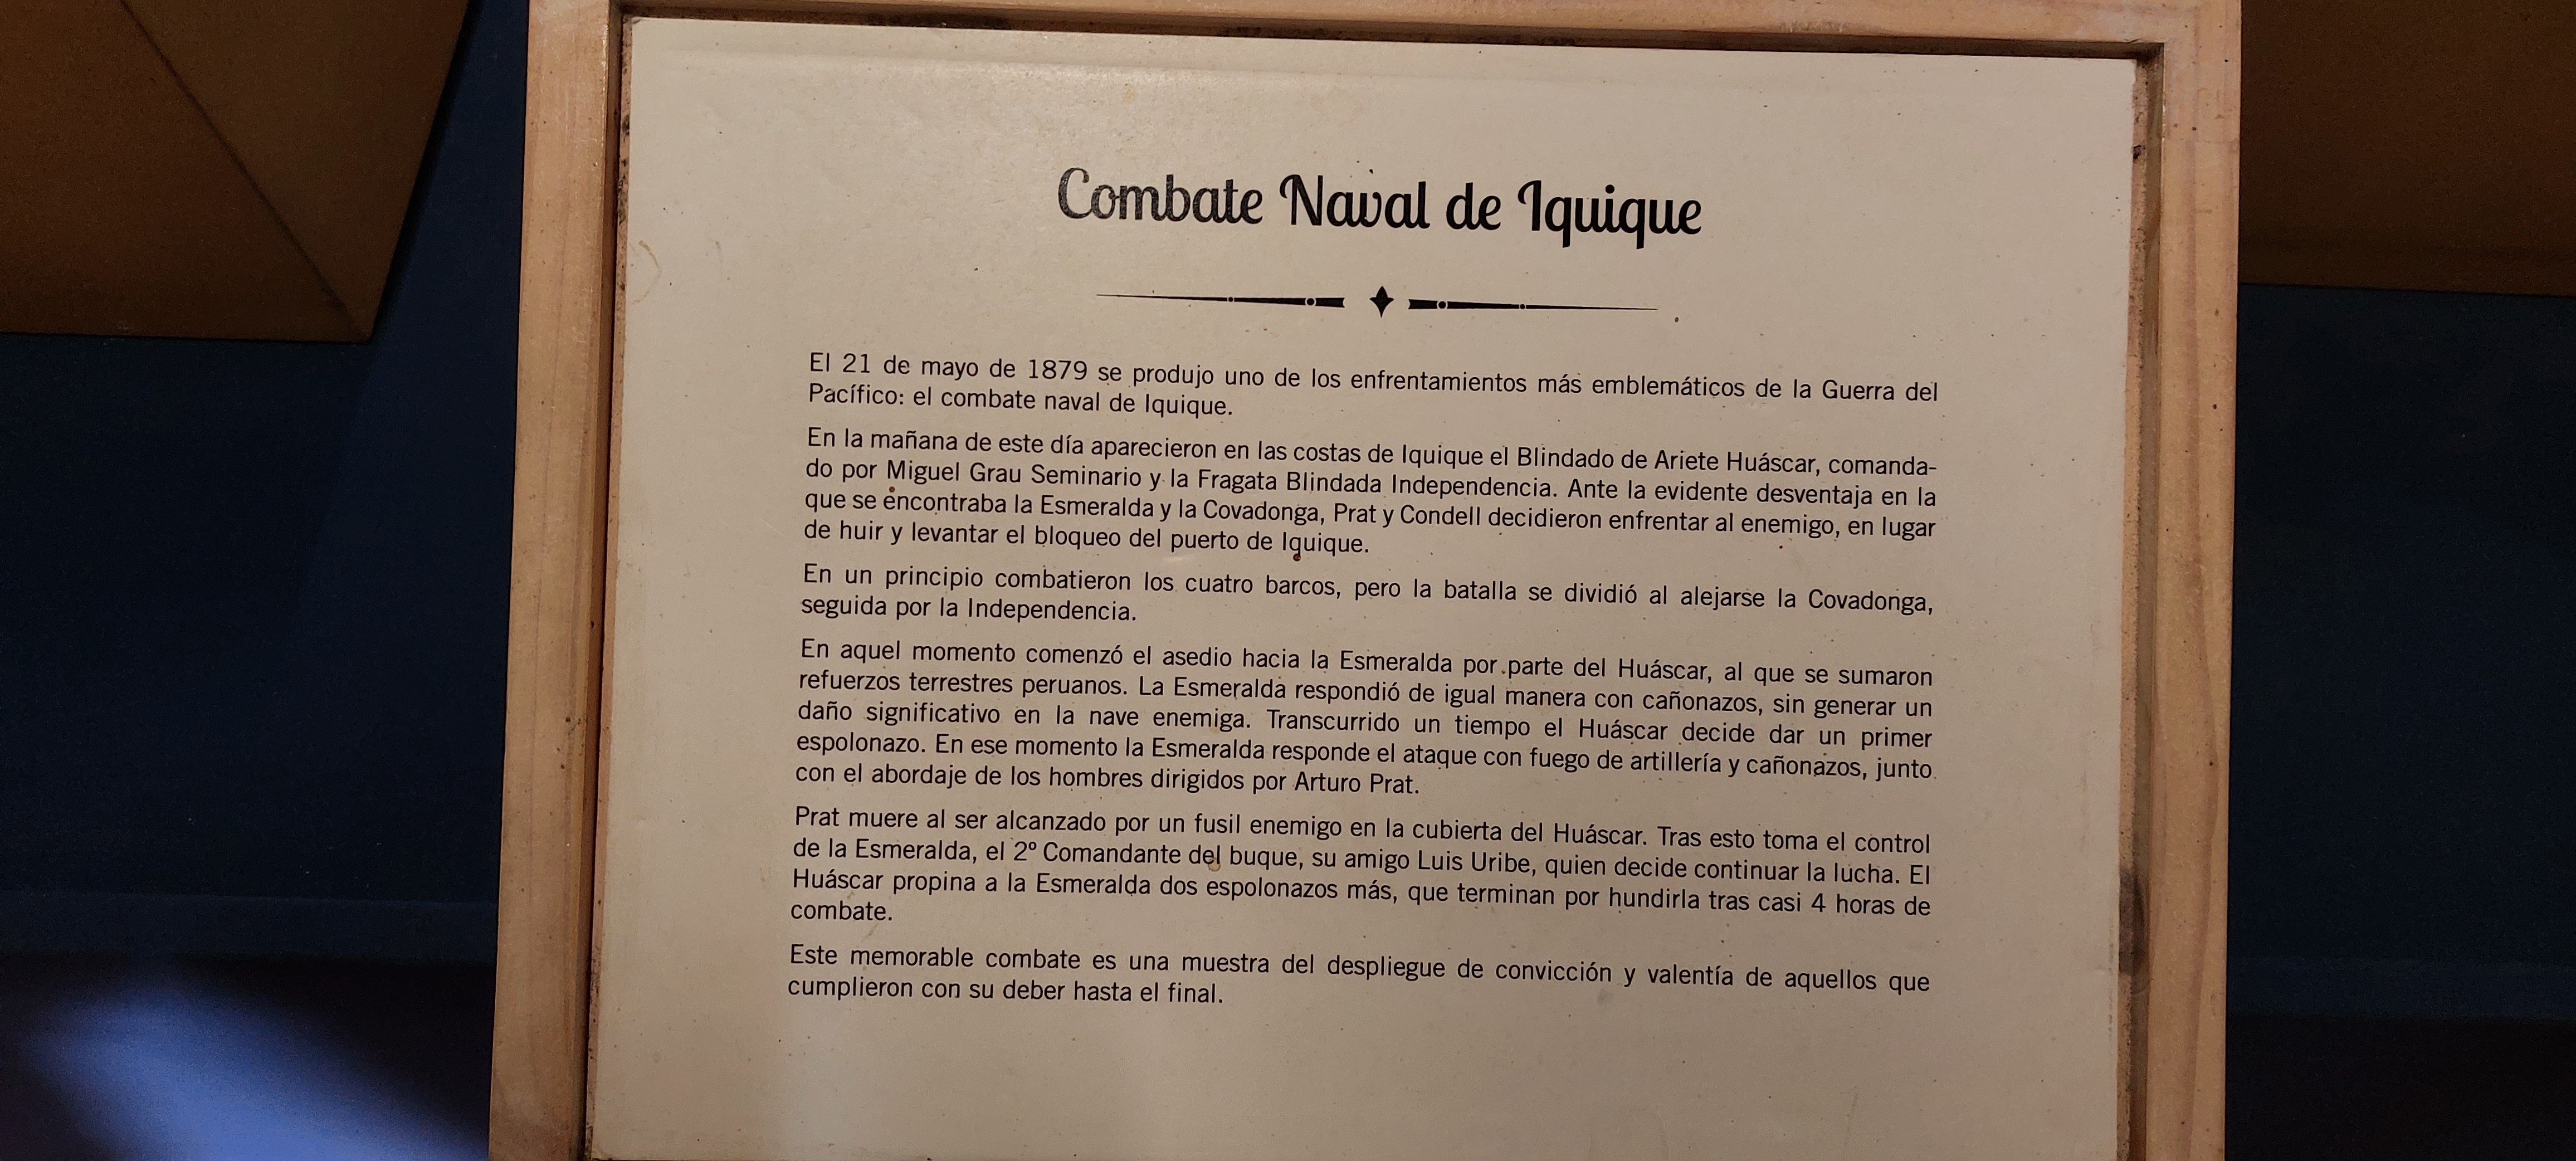 Combate Naval de Iquique
El 21 de mayo de 1879 se produjo uno de los enfrentamientos más emblemáticos de la Guerra del
Pacífico: el combate naval de Iquique.
En la mañana de este día aparecieron en las costas de Iquique el Blindado de Ariete Huáscar, comanda-
do por Miguel Grau Seminario y la Fragata Blindada Independencia. Ante la evidente desventaja en la
que se encontraba la Esmeralda y la Covadonga, Prat y Condell decidieron enfrentar al enemigo, en lugar
de huir y levantar el bloqueo del puerto de Iquique.
En un principio combatieron los cuatro barcos, pero la batalla se dividió al alejarse la Covadonga,
seguida por la Independencia.
En aquel momento comenzó el asedio hacia la Esmeralda por parte del Huáscar, al que se sumaron
refuerzos terrestres peruanos. La Esmeralda respondió de igual manera con cañonazos, sin generar un
daño significativo en la nave enemiga. Transcurrido un tiempo el Huáscar decide dar un primer
espolonazo. En ese momento la Esmeralda responde el ataque con fuego de artillería y cañonazos, junto
con el abordaje de los hombres dirigidos por Arturo Prat.
Prat muere al ser alcanzado por un fusil enemigo en la cubierta del Huáscar. Tras esto toma el control
de la Esmeralda, el 2º Comandante del buque, su amigo Luis Uribe, quien decide continuar la lucha. El
Huáscar propina a la Esmeralda dos espolonazos más, que terminan por hundirla tras casi 4 horas de
combate.
Este memorable combate es una muestra del despliegue de convicción y valentía de aquellos que
cumplieron con su deber hasta el final.